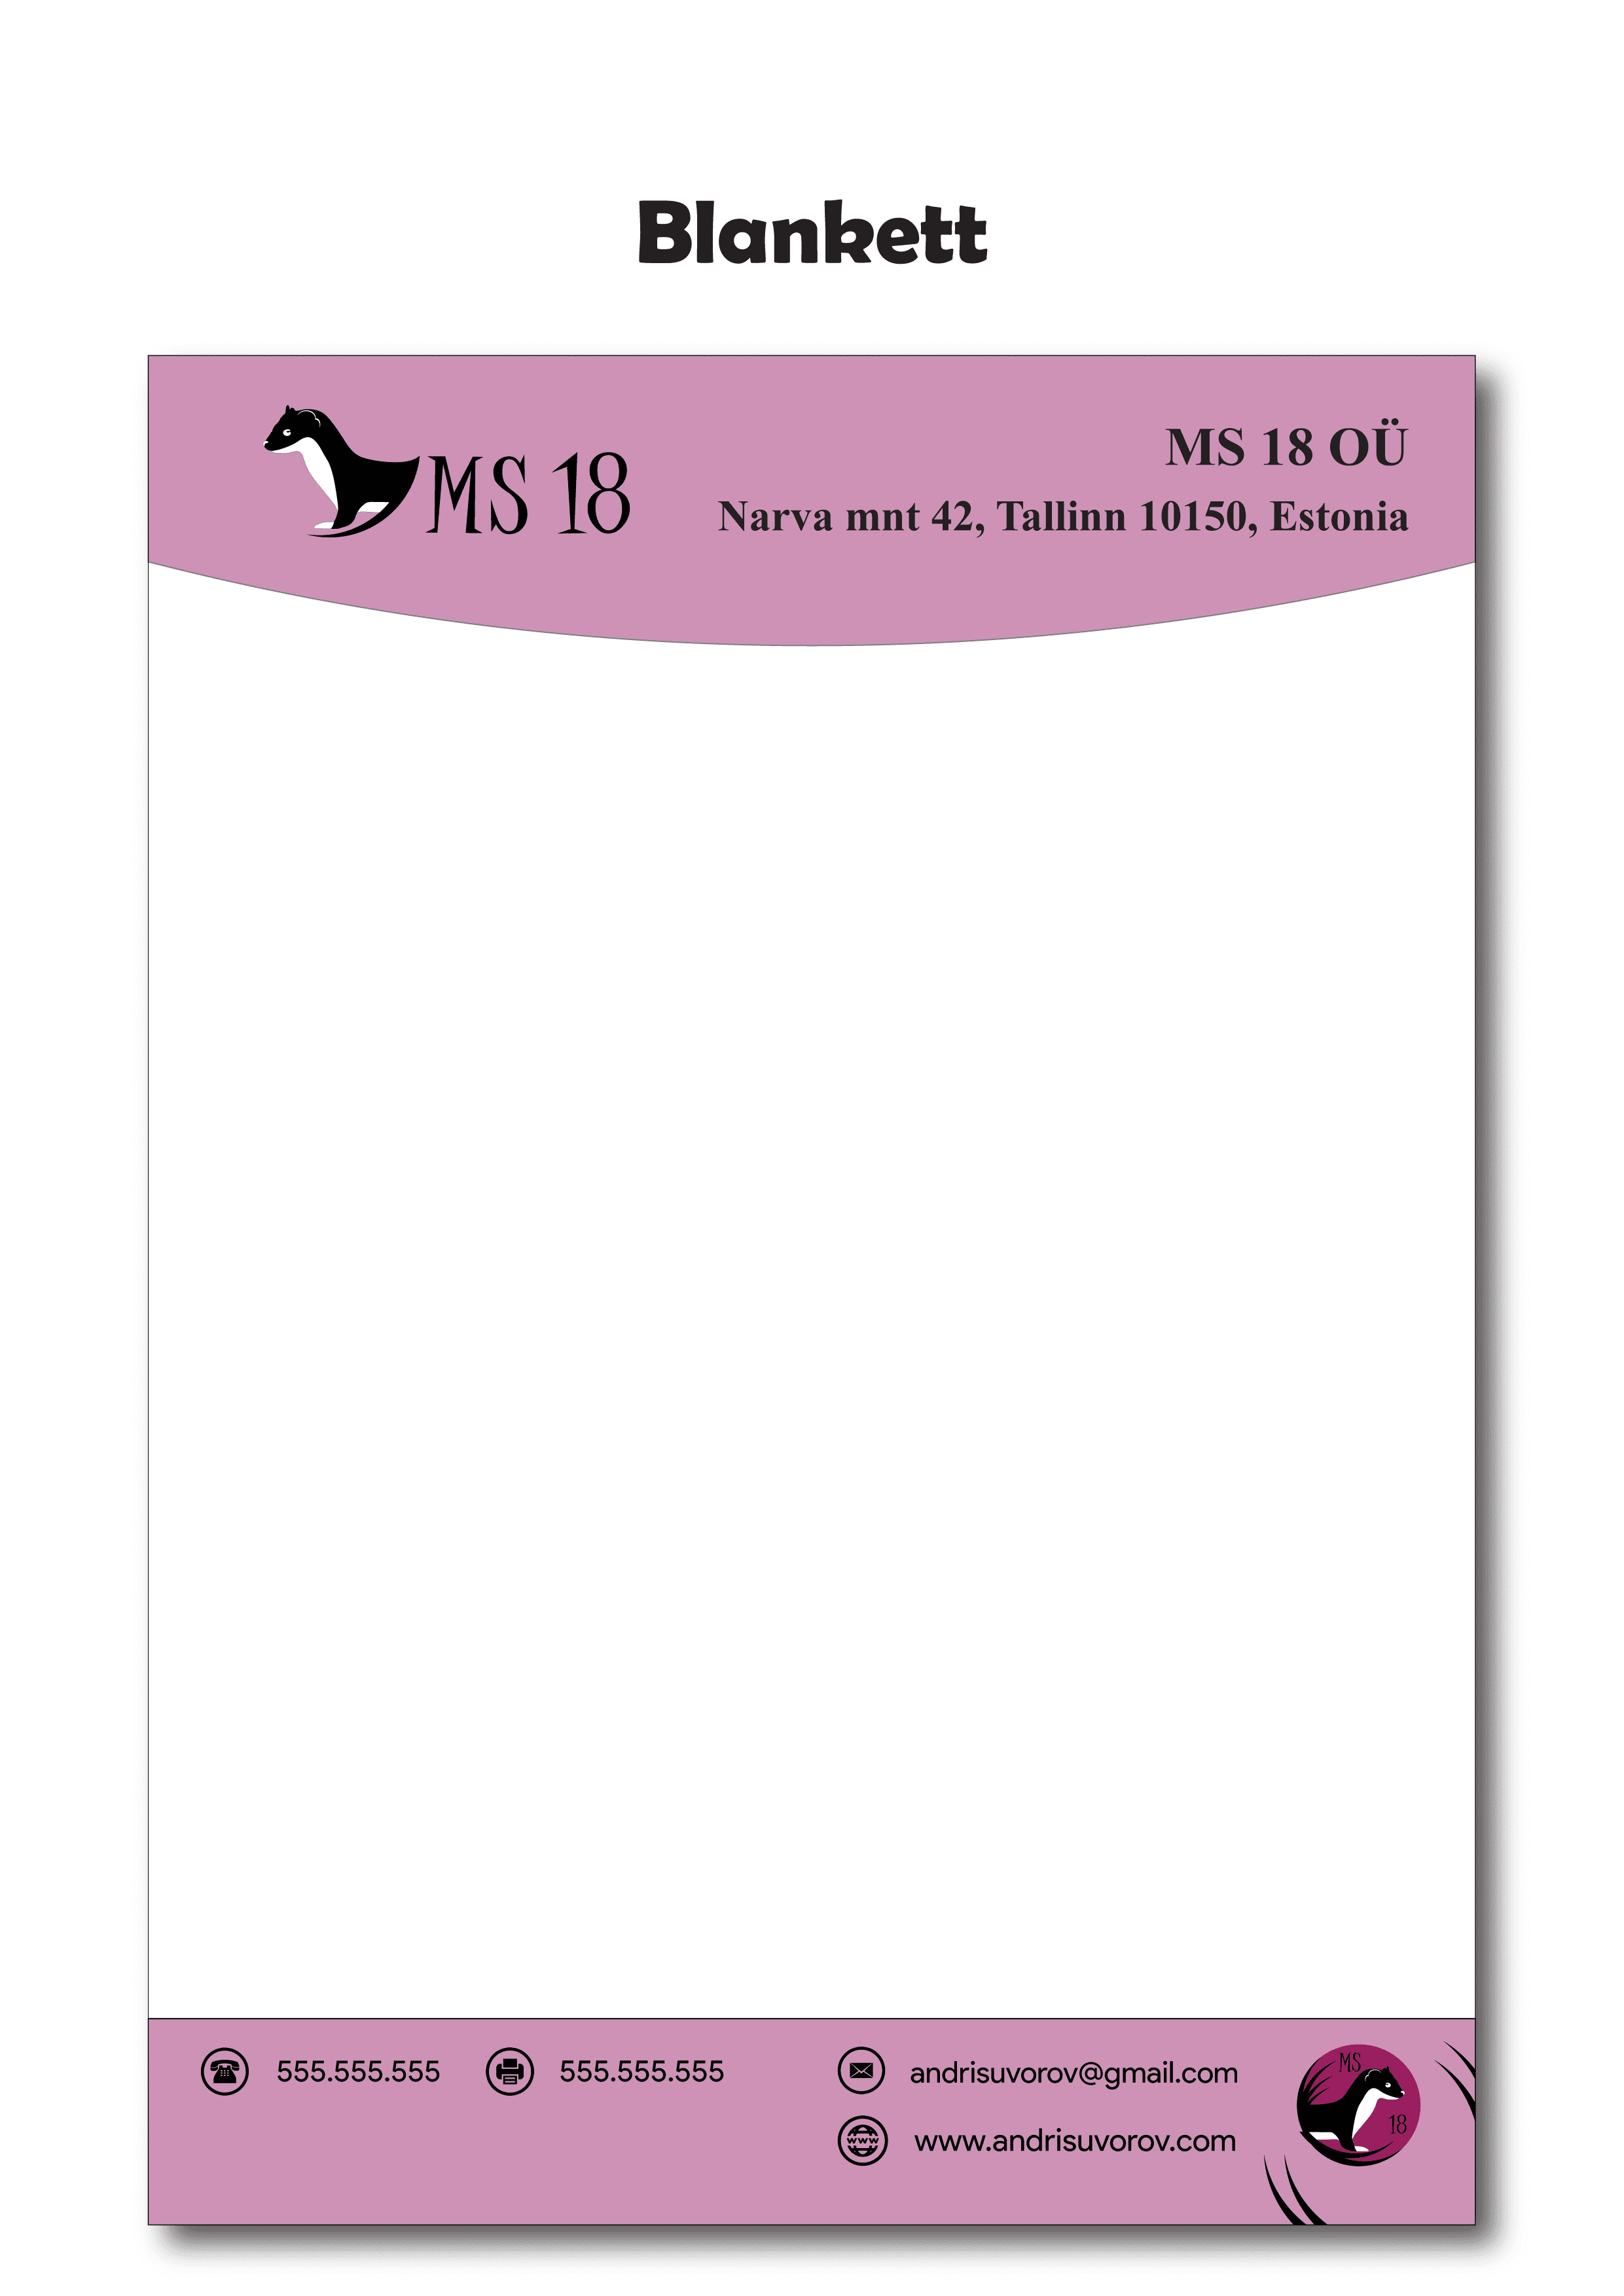 Blankett
MS 18
MS 18 OÜ
Narva mnt 42, Tallinn 10150, Estonia
555.555.555
555.555.555
andrisuvorov@gmail.com
www
www.andrisuvorov.com
MS
18